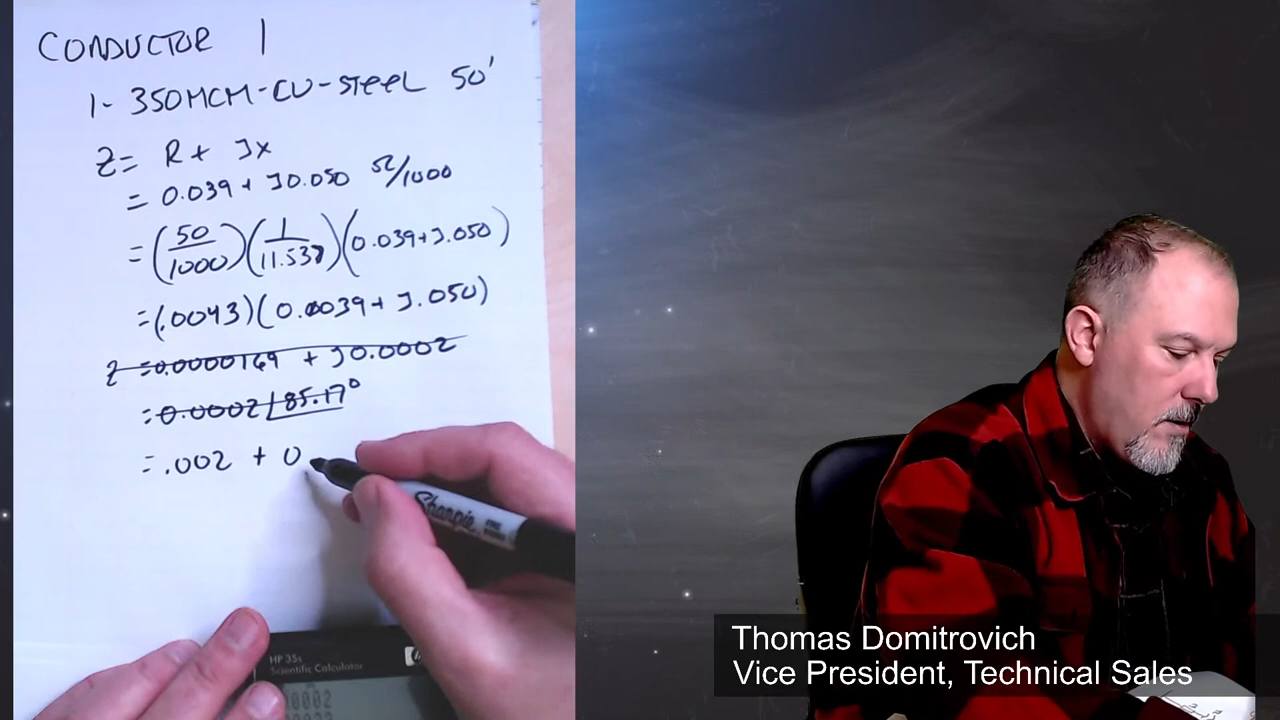 CONDUCTOR 1
1- 350MCM-CU-STEEL 50'
Z= R+ JX
= 0.039+ J0.050 Ω/1000
=(50/1000)(1/11.537)(0.039+J.050)
=(.0043)(0.0039+ J.050)
Z =0.0000169 + J0.0002
=0.0002∠85.17°
=.002 + 0
Sharpie
HP 35s
Scientific Calculator
0002
Thomas Domitrovich
Vice President, Technical Sales